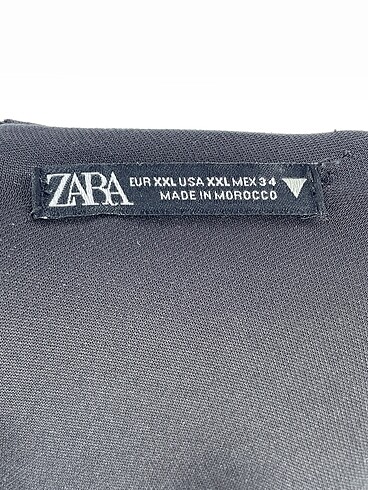 ZARA EUR XXL USA XXL MEX 34
MADE IN MOROCCO